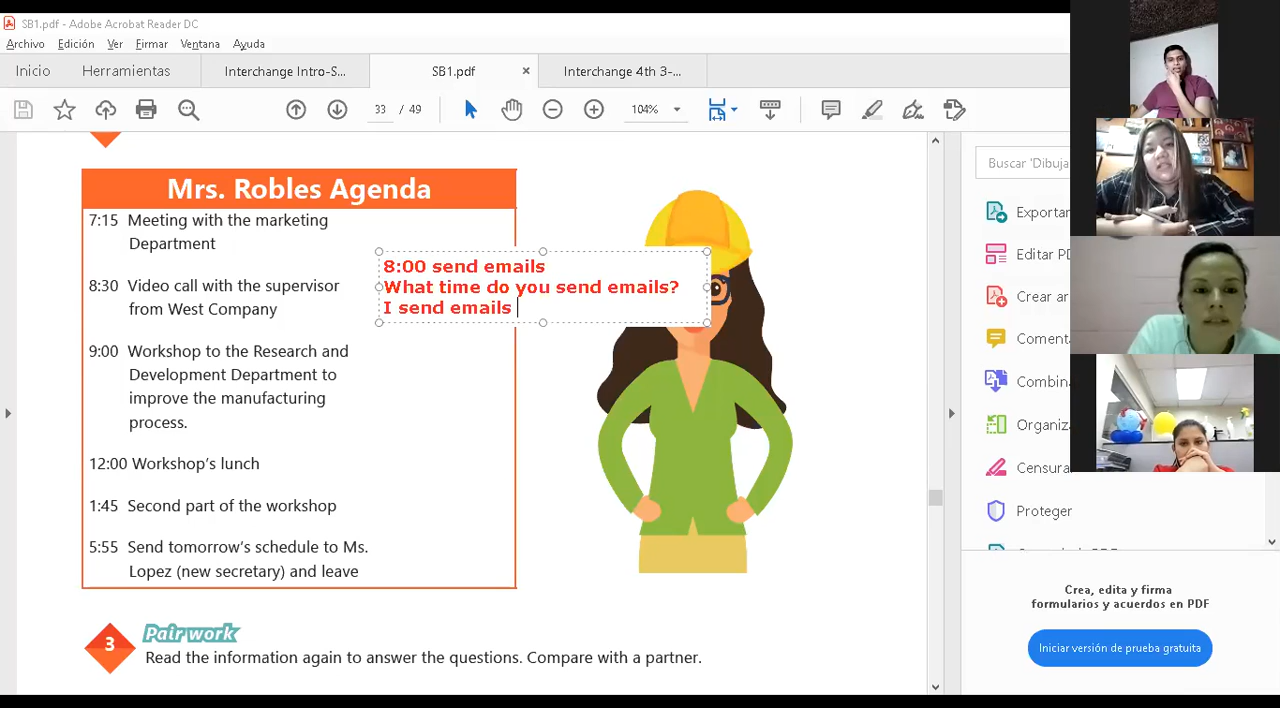 SB1.pdf - Adobe Acrobat Reader DC
Archivo Edición Ver Firmar Ventana Ayuda
Inicio Herramientas Interchange Intro-S... SB1.pdf × Interchange 4th 3-...
33 / 49 104%
Mrs. Robles Agenda
7:15 Meeting with the marketing
Department
8:30 Video call with the supervisor
from West Company
9:00 Workshop to the Research and
Development Department to
improve the manufacturing
process.
12:00 Workshop's lunch
1:45 Second part of the workshop
5:55 Send tomorrow's schedule to Ms.
Lopez (new secretary) and leave
8:00 send emails
What time do you send emails?
I send emails
3 Pair work
Read the information again to answer the questions. Compare with a partner.
Buscar 'Dibuja
Exportar
Editar PD
Crear ar
Comenta
Combin
Organiza
Censura
Proteger
Crea, edita y firma
formularios y acuerdos en PDF
Iniciar versión de prueba gratuita